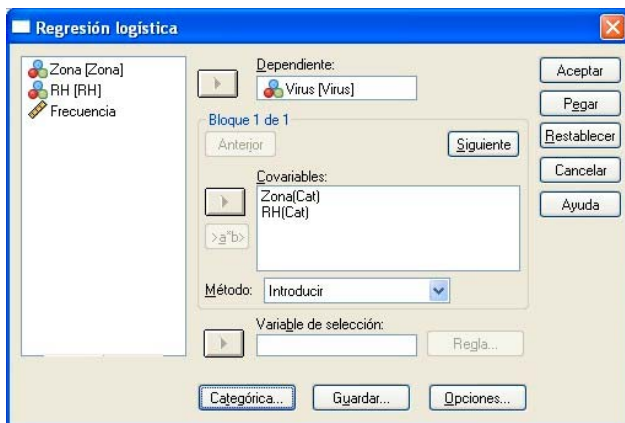 Regresión logística
Zona [Zona]
RH [RH]
Frecuencia
Dependiente:
Virus [Virus]
Bloque 1 de 1
Anterior
Siguiente
Covariables:
Zona(Cat)
RH(Cat)
>a*b>
Método:
Introducir
Variable de selección:
Regla...
Categórica...
Guardar...
Opciones...
Aceptar
Pegar
Restablecer
Cancelar
Ayuda